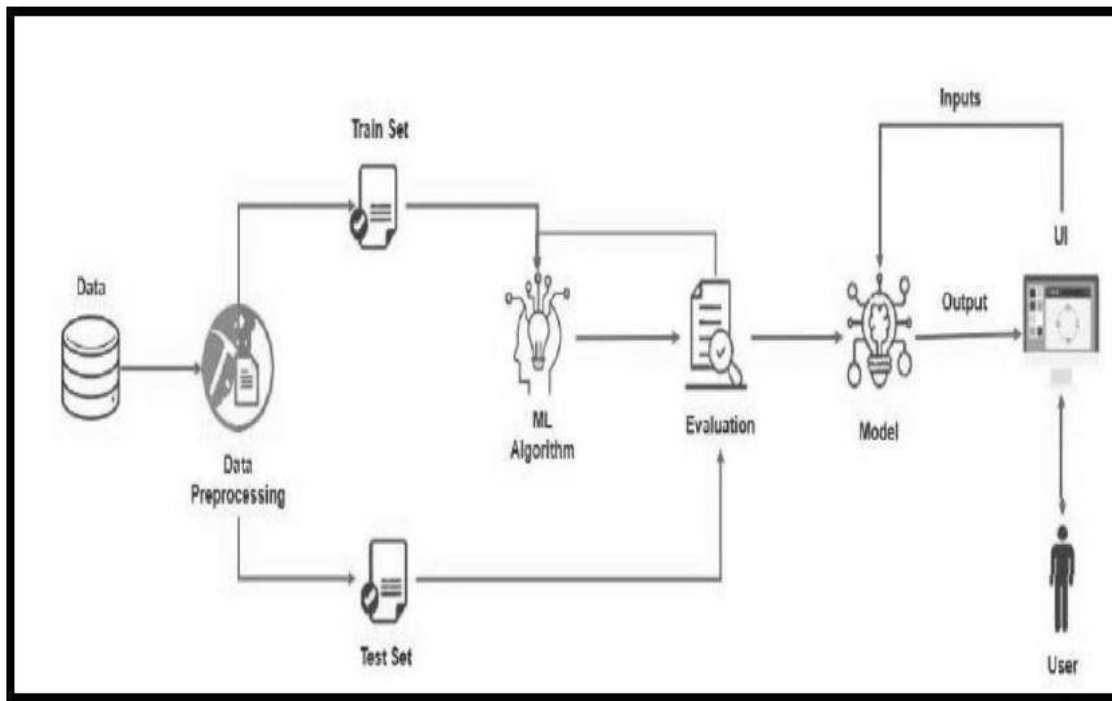 Inputs
Train Set
UI
Data
Output
ML
Algorithm
Evaluation
Model
Data
Preprocessing
Test Set
User